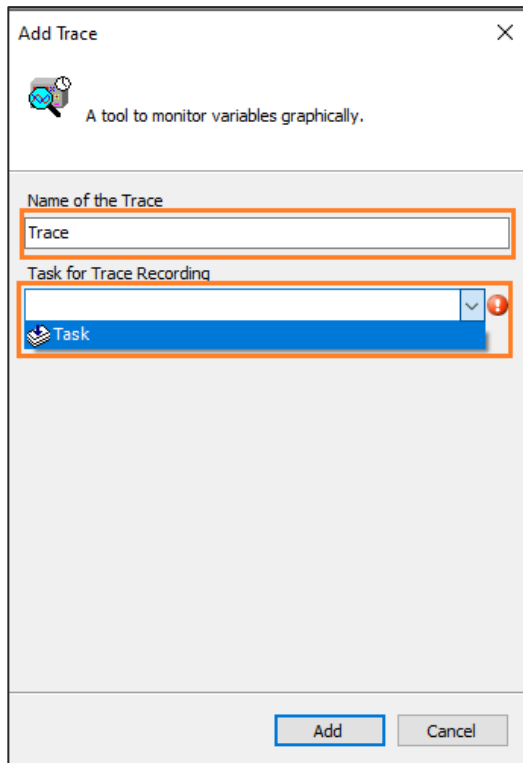 Add Trace
A tool to monitor variables graphically.
Name of the Trace
Trace
Task for Trace Recording
Task
Add
Cancel